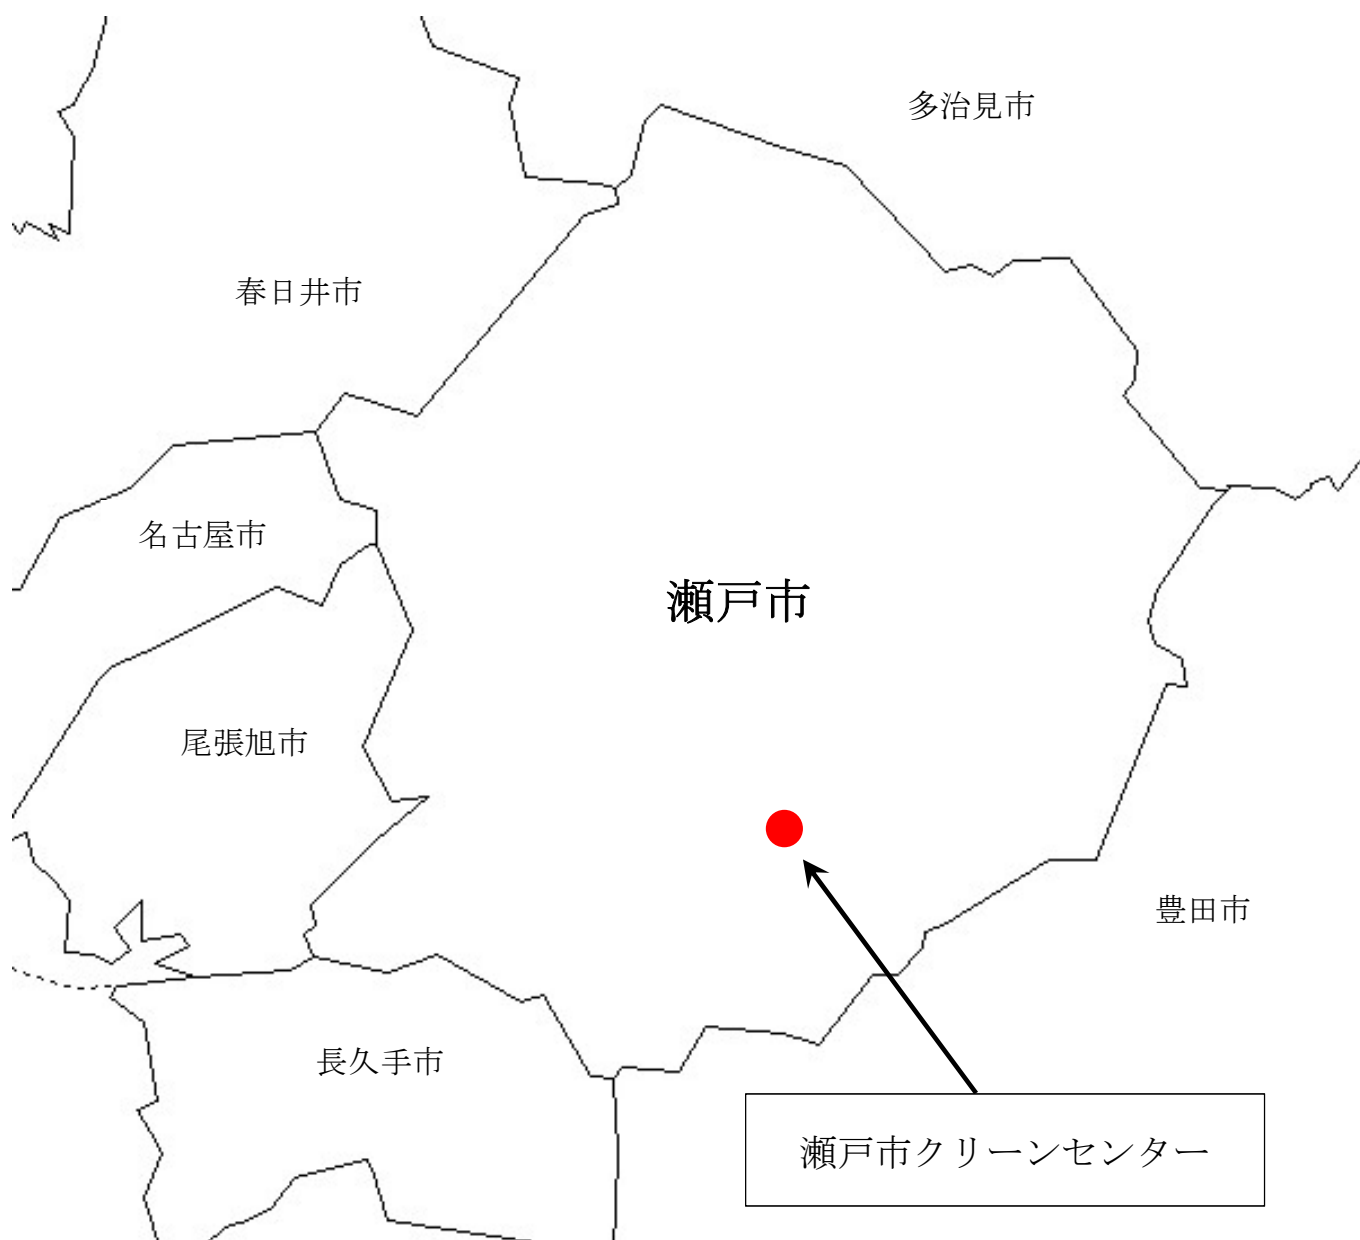 多治見市
春日井市
名古屋市
瀬戸市
尾張旭市
豊田市
長久手市
瀬戸市クリーンセンター